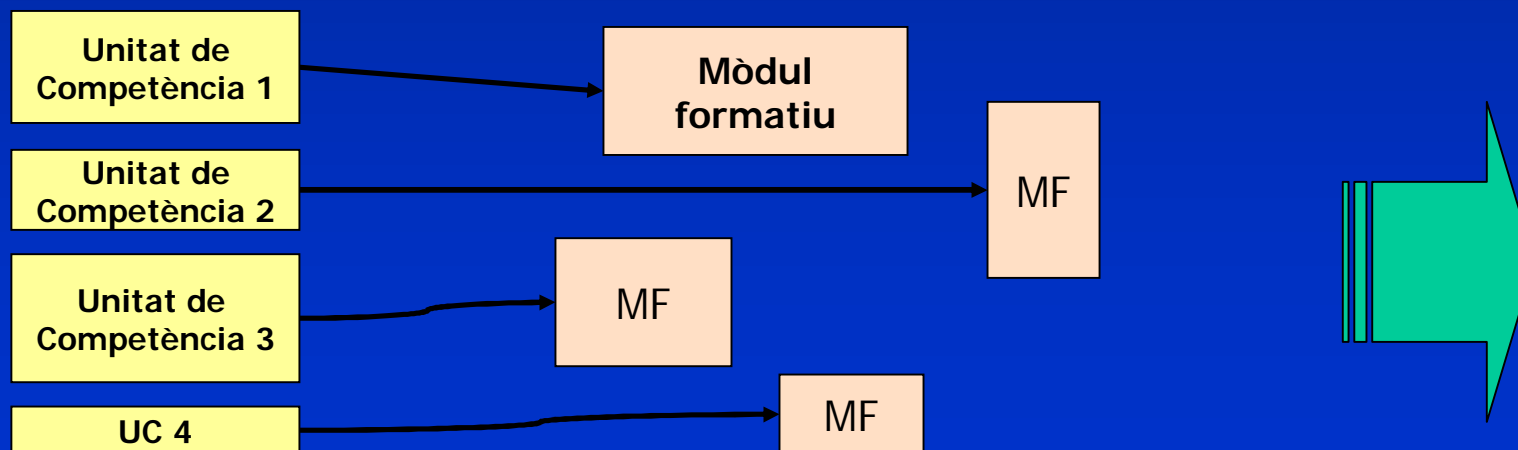 Unitat de
Competència 1
Mòdul
formatiu
Unitat de
Competència 2
MF
Unitat de
Competència 3
MF
UC 4
MF